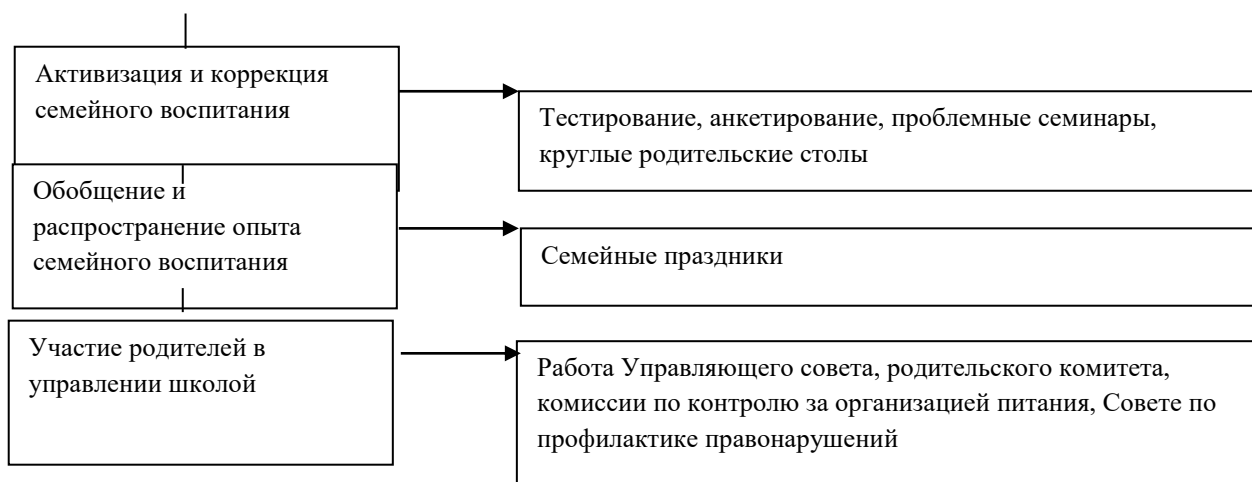 Активизация и коррекция
семейного воспитания
Тестирование, анкетирование, проблемные семинары,
круглые родительские столы
Обобщение и
распространение опыта
семейного воспитания
Семейные праздники
Участие родителей в
управлении школой
Работа Управляющего совета, родительского комитета,
комиссии по контролю за организацией питания, Совете по
профилактике правонарушений